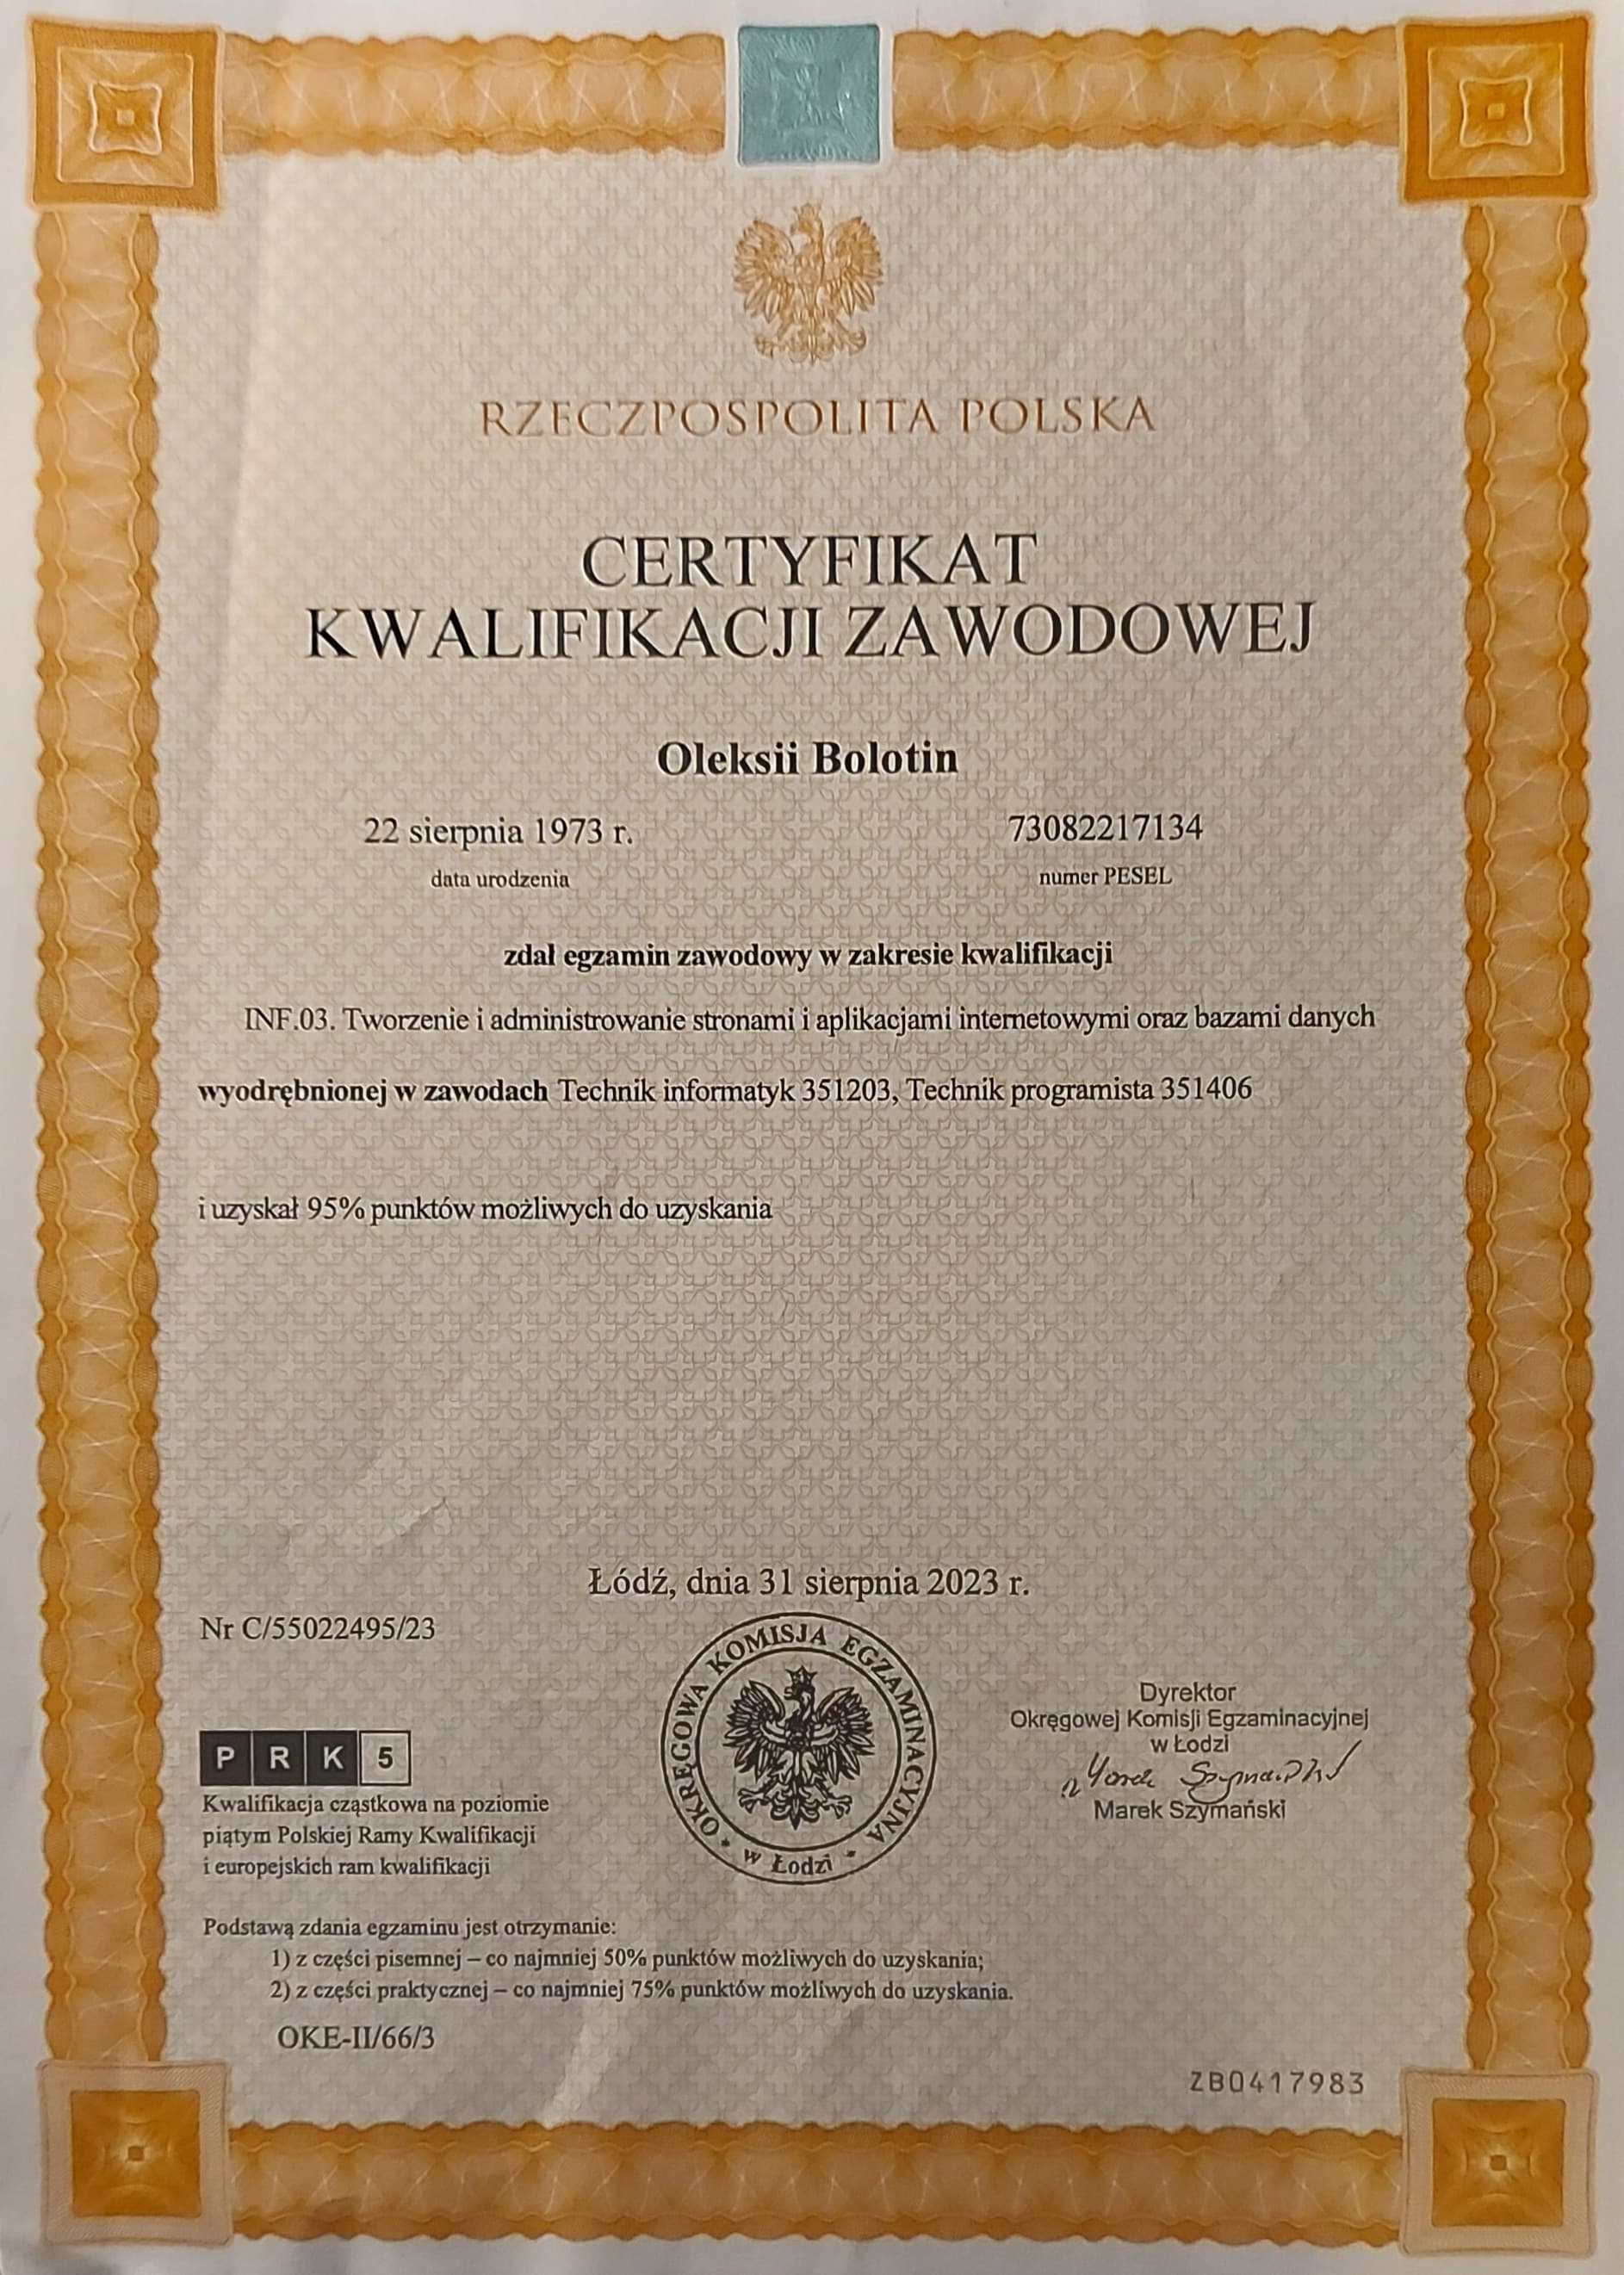 RZECZPOSPOLITA POLSKA
CERTYFIKAT
KWALIFIKACJI ZAWODOWEJ
Oleksii Bolotin
22 sierpnia 1973 r.
73082217134
data urodzenia
numer PESEL
zdał egzamin zawodowy w zakresie kwalifikacji
INF.03. Tworzenie i administrowanie stronami i aplikacjami internetowymi oraz bazami danych
wyodrębnionej w zawodach Technik informatyk 351203, Technik programista 351406
i uzyskał 95% punktów możliwych do uzyskania
Łódź, dnia 31 sierpnia 2023 r.
Nr C/55022495/23
OKRĘGOWA KOMISJA EGZAMINACYJNA
w Łodzi
Dyrektor
Okręgowej Komisji Egzaminacyjnej
w Łodzi
Marek Szymański
PRK5
Kwalifikacja cząstkowa na poziomie
piątym Polskiej Ramy Kwalifikacji
i europejskich ram kwalifikacji
Podstawą zdania egzaminu jest otrzymanie:
1) z części pisemnej – co najmniej 50% punktów możliwych do uzyskania;
2) z części praktycznej – co najmniej 75% punktów możliwych do uzyskania.
OKE-II/66/3
ZB0417983